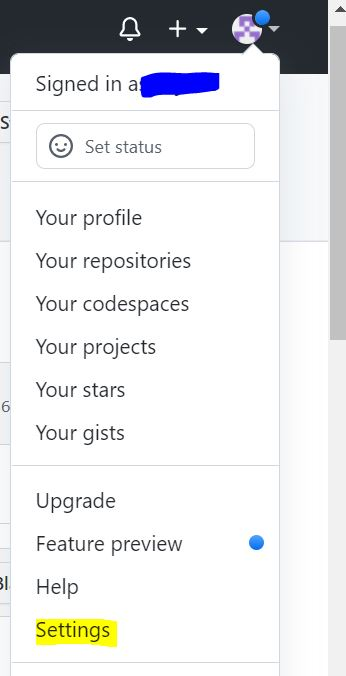 Signed in a
Set status
Your profile
Your repositories
Your codespaces
Your projects
Your stars
Your gists
Upgrade
Feature preview
Help
Settings